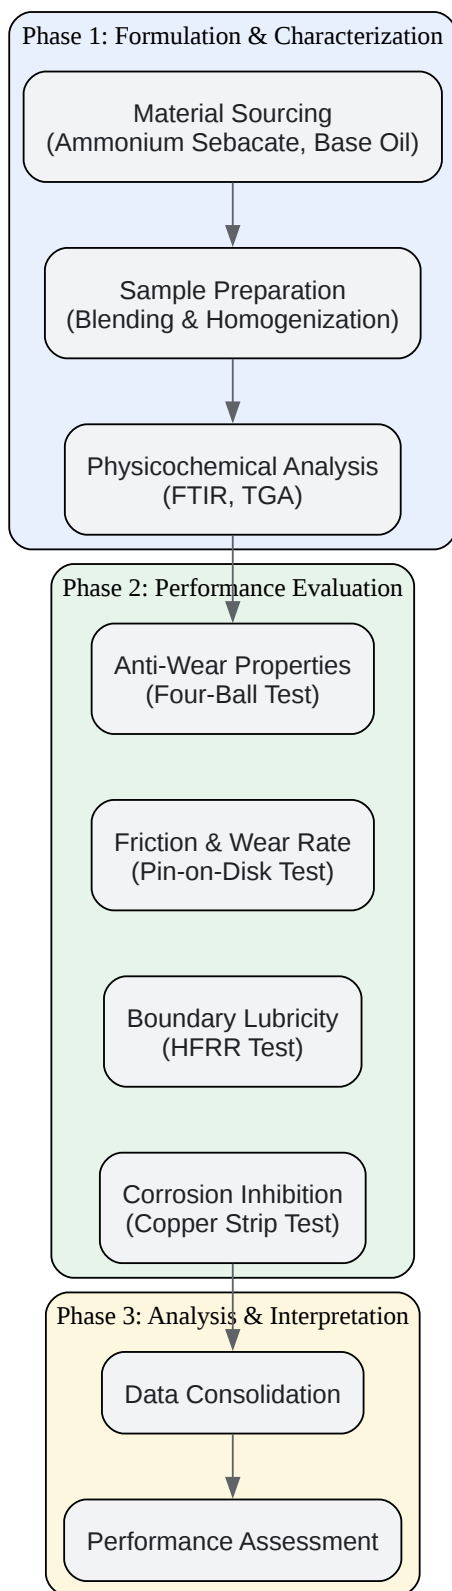 Phase 1: Formulation & Characterization
Material Sourcing
(Ammonium Sebacate, Base Oil)
Sample Preparation
(Blending & Homogenization)
Physicochemical Analysis
(FTIR, TGA)
Phase 2: Performance Evaluation
Anti-Wear Properties
(Four-Ball Test)
Friction & Wear Rate
(Pin-on-Disk Test)
Boundary Lubricity
(HFRR Test)
Corrosion Inhibition
(Copper Strip Test)
Phase 3: Analysis & Interpretation
Data Consolidation
Performance Assessment